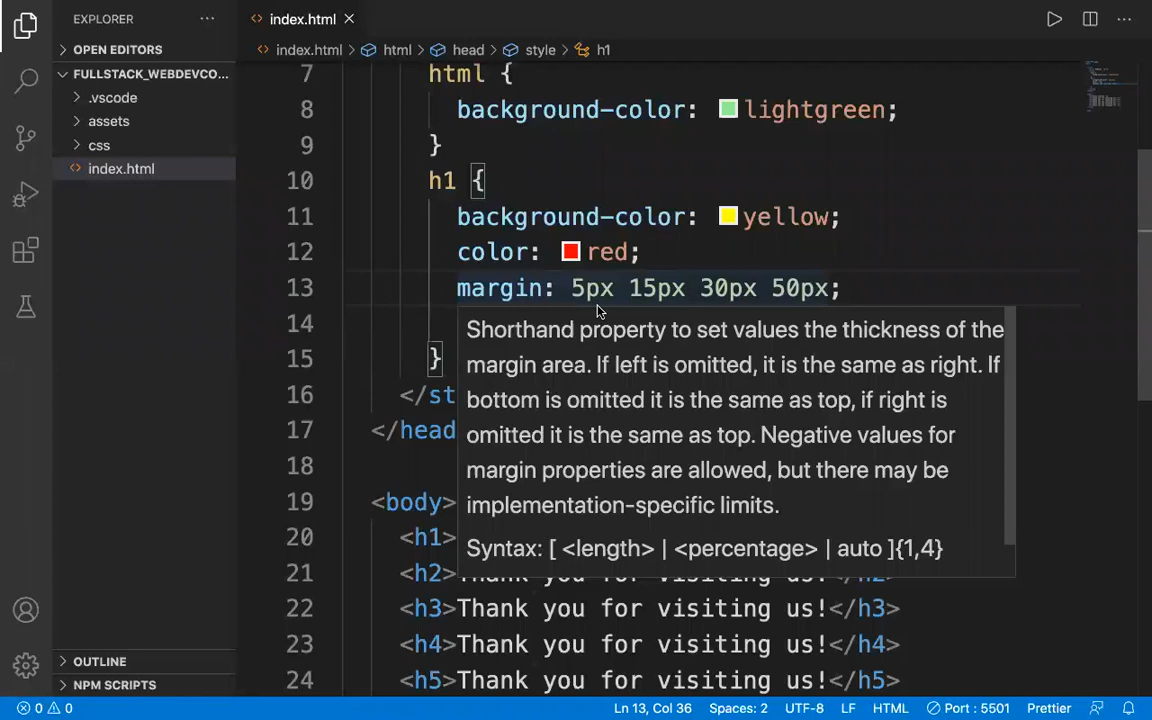 EXPLORER
index.html
OPEN EDITORS
index.html html head style h1
FULLSTACK_WEBDEVCO...
.vscode
assets
css
index.html
7 html {
8 background-color: lightgreen;
9 }
10 h1 {
11 background-color: yellow;
12 color: red;
13 margin: 5px 15px 30px 50px;
14
15 }
16 </st
17 </head
18
19 <body>
20 <h1>
21 <h2>Thank you for visiting us!</h2>
22 <h3>Thank you for visiting us!</h3>
23 <h4>Thank you for visiting us!</h4>
24 <h5>Thank you for visiting us!</h5>
Shorthand property to set values the thickness of the
margin area. If left is omitted, it is the same as right. If
bottom is omitted it is the same as top, if right is
omitted it is the same as top. Negative values for
margin properties are allowed, but there may be
implementation-specific limits.
Syntax: [ <length> | <percentage> | auto ]{1,4}
OUTLINE
NPM SCRIPTS
0 0 Ln 13, Col 36 Spaces: 2 UTF-8 LF HTML Port : 5501 Prettier